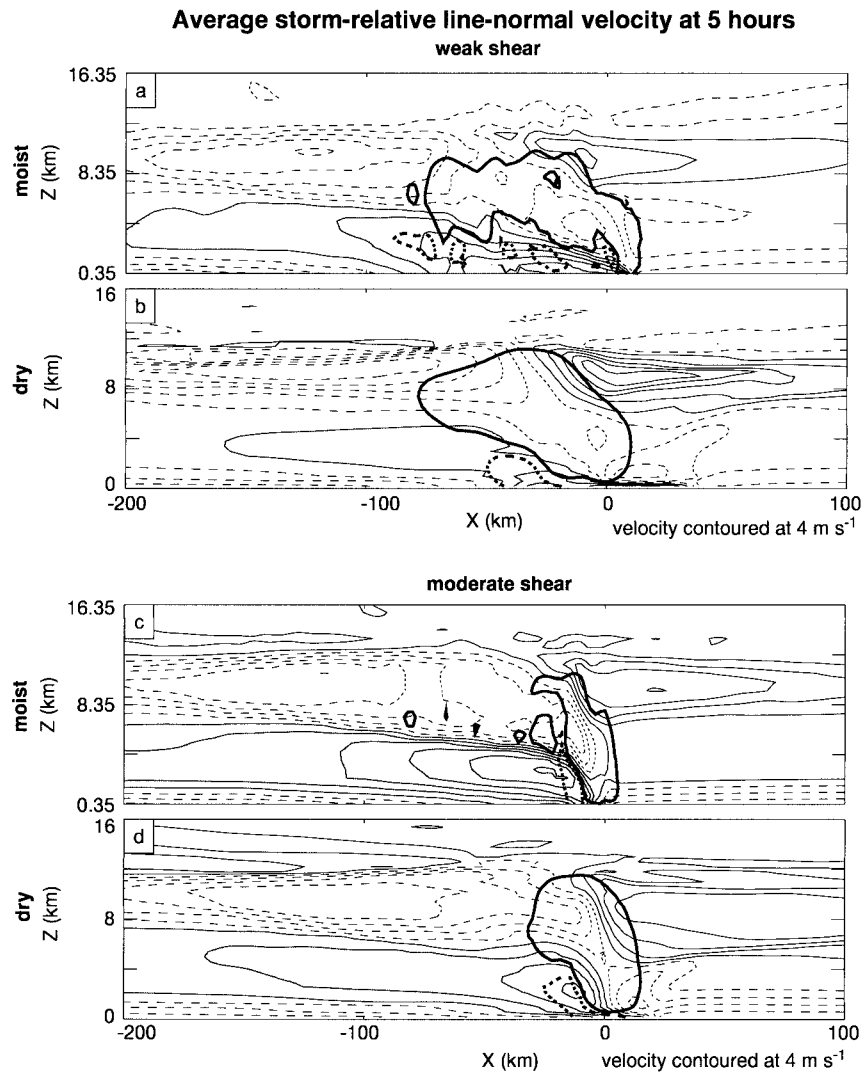 Average storm-relative line-normal velocity at 5 hours
weak shear
a
moist
Z (km)
16.35
8.35
0.35
b
dry
Z (km)
16
8
0
-200
-100
0
100
X (km)
velocity contoured at 4 m s⁻¹
moderate shear
c
moist
Z (km)
16.35
8.35
0.35
d
dry
Z (km)
16
8
0
-200
-100
0
100
X (km)
velocity contoured at 4 m s⁻¹